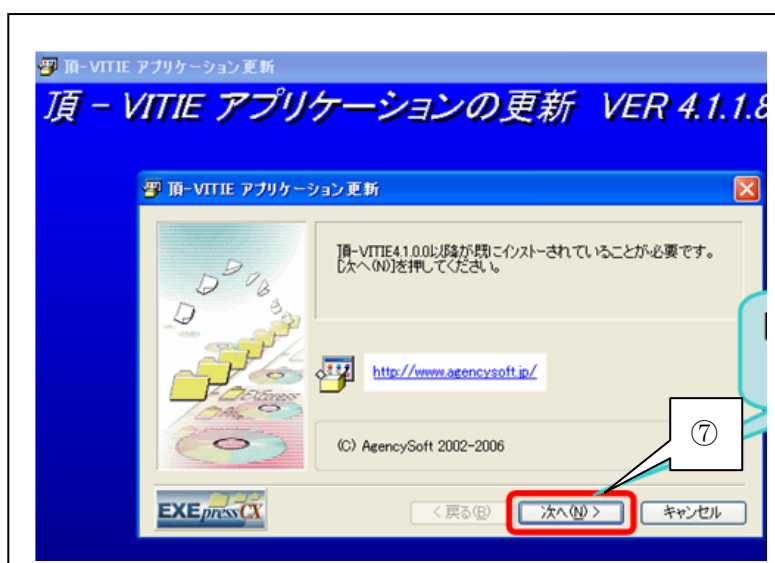 頂-VITIE アプリケーション更新
頂 - VITIE アプリケーションの更新 VER 4.1.1.8
頂-VITIE アプリケーション更新
頂-VITIE4.1.0.0以降が既にインストーされていることが必要です。
[次へ(N)]を押してください。
http://www.agencysoft.jp/
(C) AgencySoft 2002-2006
⑦
EXEpressCX
< 戻る(B)
次へ(N) >
キャンセル